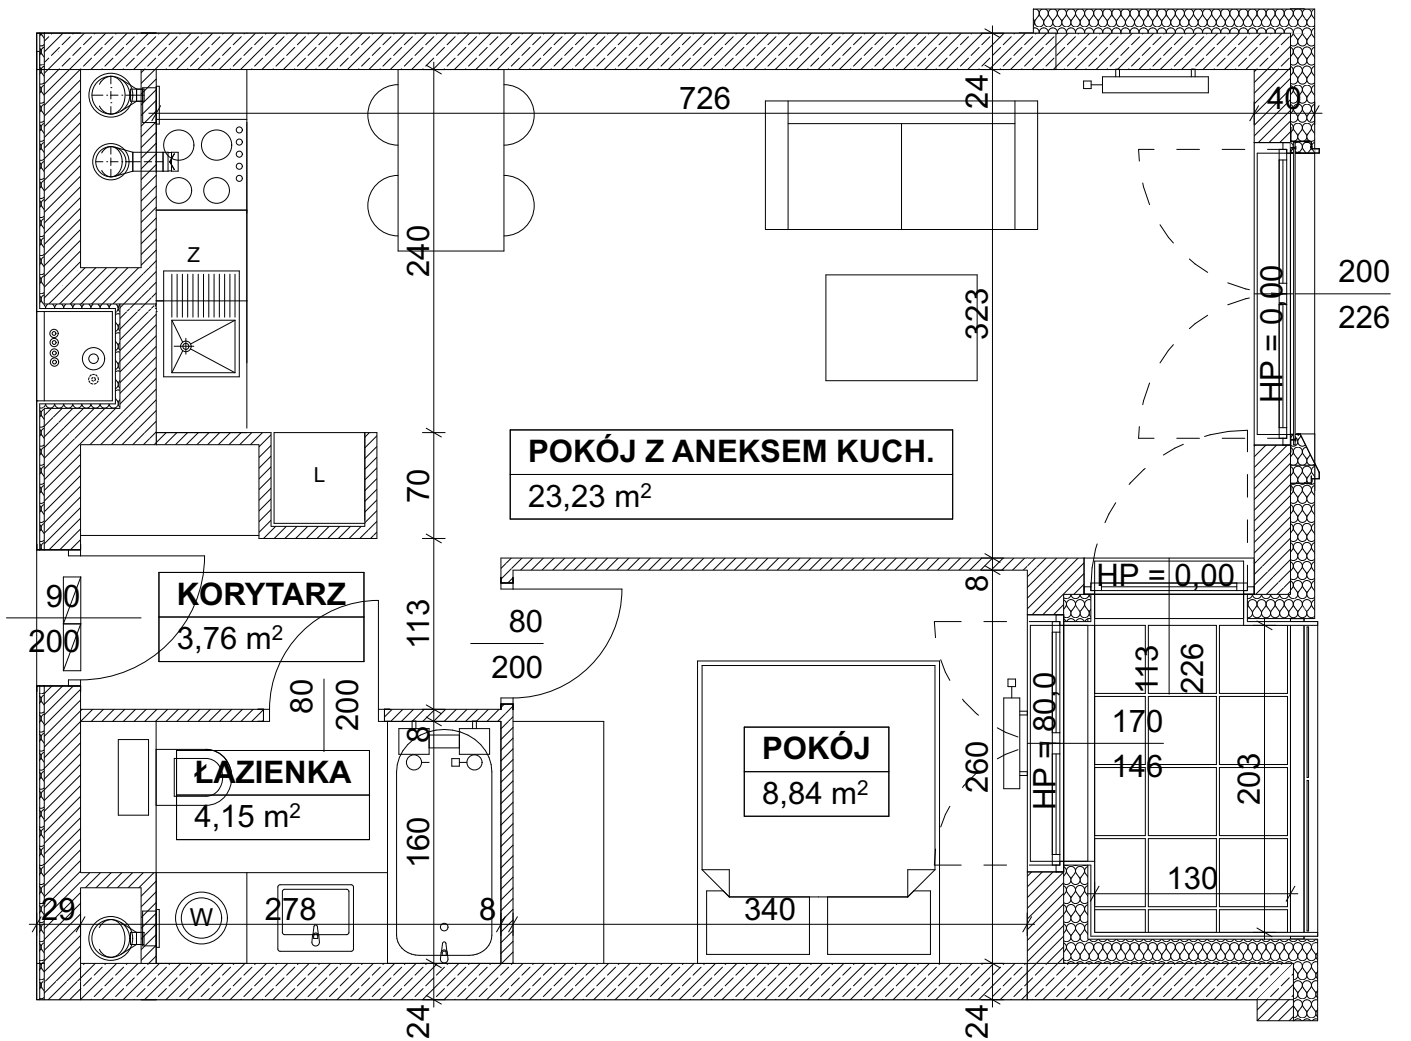 726
24
40
Z
240
323
HP = 0,00
200
226
POKÓJ Z ANEKSEM KUCH.
23,23 m²
L
70
HP = 0,00
8
90
200
KORYTARZ
3,76 m²
113
80
200
113
226
80
200
8
POKÓJ
8,84 m²
260
HP = 80,0
170
146
203
ŁAZIENKA
4,15 m²
160
130
29
W
278
8
340
24
24